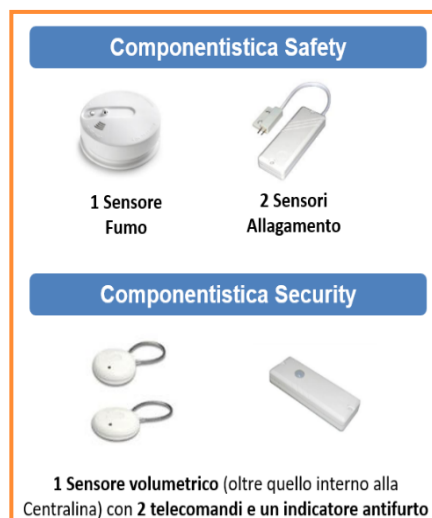 Componentistica Safety
1 Sensore
Fumo
2 Sensori
Allagamento
Componentistica Security
1 Sensore volumetrico (oltre quello interno alla
Centralina) con 2 telecomandi e un indicatore antifurto